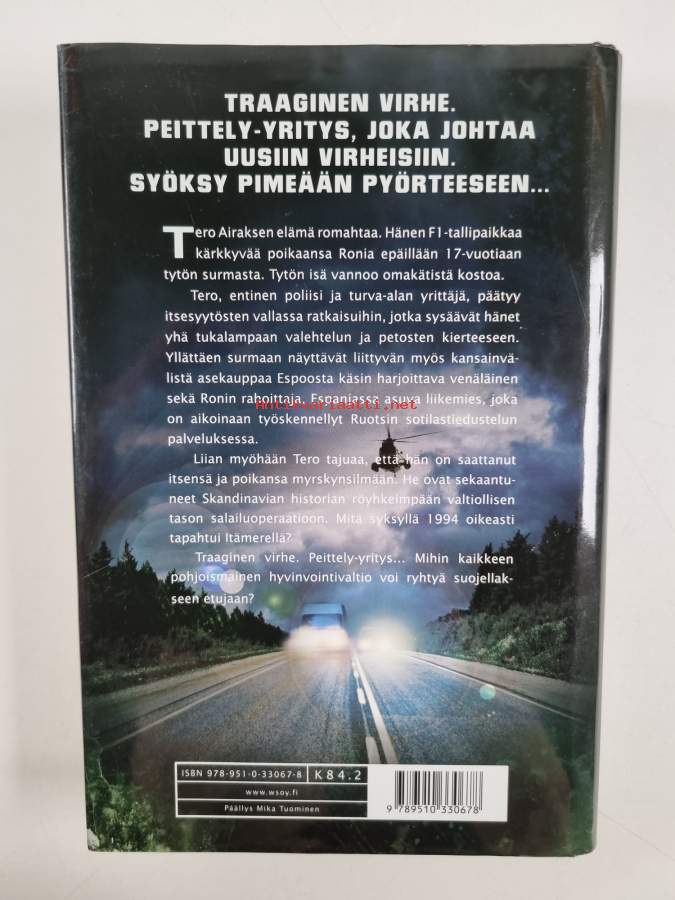 TRAAGINEN VIRHE.
PEITTELY-YRITYS, JOKA JOHTAA
UUSIIN VIRHEISIIN.
SYÖKSY PIMEÄÄN PYÖRTEESEEN...
Tero Airaksen elämä romahtaa. Hänen F1-tallipaikkaa
kärkkyvää poikaansa Ronia epäillään 17-vuotiaan
tytön surmasta. Tytön isä vannoo omakätistä kostoa.
Tero, entinen poliisi ja turva-alan yrittäjä, päätyy
itsesyytösten vallassa ratkaisuihin, jotka sysäävät hänet
yhä tukalampaan valehtelun ja petosten kierteeseen.
Yllättäen surmaan näyttävät liittyvän myös kansainvä-
listä asekauppaa Espoosta käsin harjoittava venäläinen
sekä Ronin rahoittaja, Espanjassa asuva liikemies, joka
Antikvariaatti.net
on aikoinaan työskennellyt Ruotsin sotilastiedustelun
palveluksessa.
Liian myöhään Tero tajuaa, että hän on saattanut
itsensä ja poikansa myrskynsilmään. He ovat sekaantu-
neet Skandinavian historian röyhkeimpään valtiollisen
tason salailuoperaatioon. Mitä syksyllä 1994 oikeasti
tapahtui Itämerellä?
Traaginen virhe. Peittely-yritys... Mihin kaikkeen
pohjoismainen hyvinvointivaltio voi ryhtyä suojellak-
seen etujaan?
ISBN 978-951-0-33067-8
K 84.2
www.wsoy.fi
Päällys Mika Tuominen
9 789510 330678